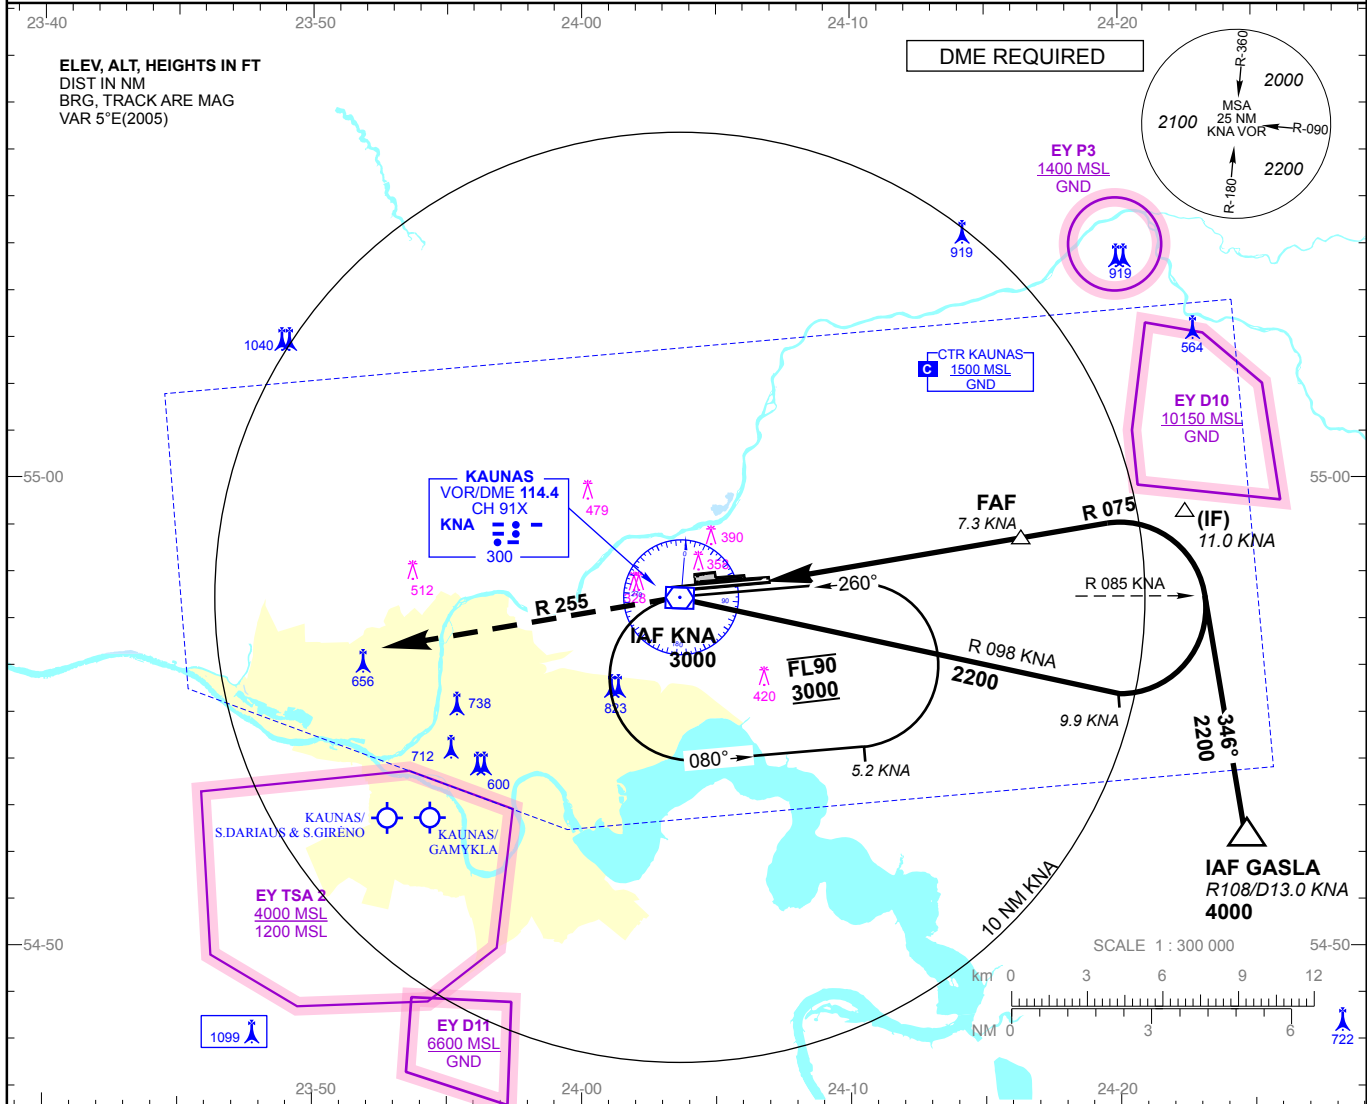 23-40
23-50
24-00
24-10
24-20
ELEV, ALT, HEIGHTS IN FT
DIST IN NM
BRG, TRACK ARE MAG
VAR 5°E(2005)
DME REQUIRED
R-360
2000
MSA
25 NM
KNA VOR
2100
R-090
2200
R-180
EY P3
1400 MSL
GND
919
919
1040
564
CTR KAUNAS
C
1500 MSL
GND
EY D10
10150 MSL
GND
55-00
55-00
KAUNAS
VOR/DME 114.4
CH 91X
KNA
300
479
390
358
512
328
FAF
7.3 KNA
R 075
(IF)
11.0 KNA
R 085 KNA
260°
0
90
180
R 255
IAF KNA
3000
FL90
3000
R 098 KNA
2200
9.9 KNA
656
738
823
420
712
600
080°
5.2 KNA
346°
2200
KAUNAS/
S.DARIAUS & S.GIRĖNO
KAUNAS/
GAMYKLA
IAF GASLA
R108/D13.0 KNA
4000
EY TSA 2
4000 MSL
1200 MSL
10 NM KNA
54-50
SCALE 1 : 300 000
54-50
km 0 3 6 9 12
NM 0 3 6
1099
EY D11
6600 MSL
GND
722
23-50
24-00
24-10
24-20